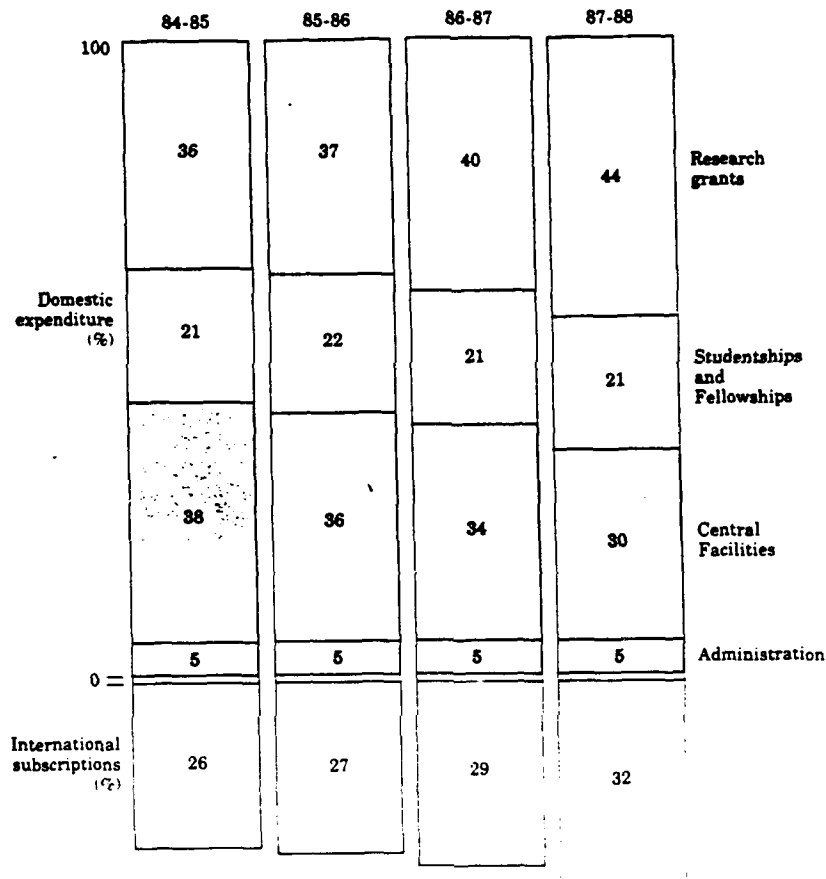 84-85 85-86 86-87 87-88
100
36 37 40 44
Research
grants
Domestic
expenditure
(%)
21 22 21 21
Studentships
and
Fellowships
38 36 34 30
Central
Facilities
5 5 5 5
Administration
0
International
subscriptions
(%)
26 27 29 32